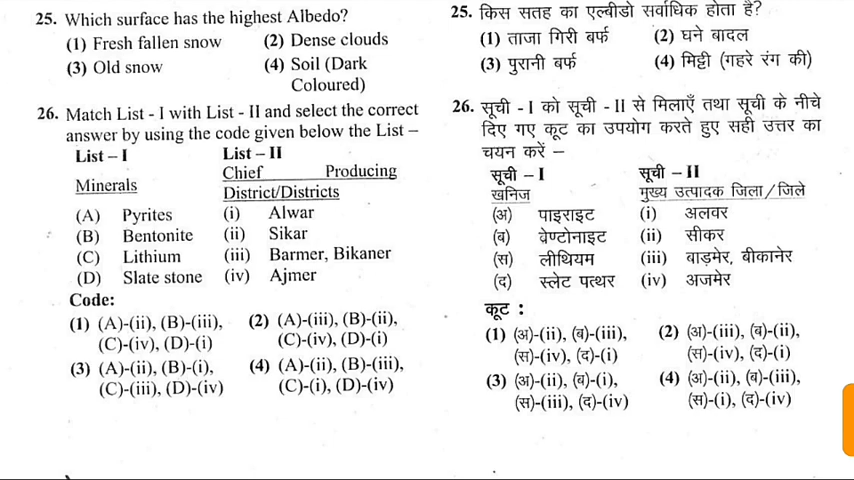 25. Which surface has the highest Albedo?
(1) Fresh fallen snow (2) Dense clouds
(3) Old snow (4) Soil (Dark
Coloured)
26. Match List - I with List - II and select the correct
answer by using the code given below the List –
List – I List – II
Minerals Chief Producing
District/Districts
(A) Pyrites (i) Alwar
(B) Bentonite (ii) Sikar
(C) Lithium (iii) Barmer, Bikaner
(D) Slate stone (iv) Ajmer
Code:
(1) (A)-(ii), (B)-(iii), (2) (A)-(iii), (B)-(ii),
(C)-(iv), (D)-(i) (C)-(iv), (D)-(i)
(3) (A)-(ii), (B)-(i), (4) (A)-(ii), (B)-(iii),
(C)-(iii), (D)-(iv) (C)-(i), (D)-(iv)
25. किस सतह का एल्बीडो सर्वाधिक होता है?
(1) ताजा गिरी बर्फ (2) घने बादल
(3) पुरानी बर्फ (4) मिट्टी (गहरे रंग की)
26. सूची - I को सूची - II से मिलाएँ तथा सूची के नीचे
दिए गए कूट का उपयोग करते हुए सही उत्तर का
चयन करें –
सूची – I सूची – II
खनिज मुख्य उत्पादक जिला/जिले
(अ) पाइराइट (i) अलवर
(ब) बेण्टोनाइट (ii) सीकर
(स) लीथियम (iii) बाड़मेर, बीकानेर
(द) स्लेट पत्थर (iv) अजमेर
कूट :
(1) (अ)-(ii), (ब)-(iii), (2) (अ)-(iii), (ब)-(ii),
(स)-(iv), (द)-(i) (स)-(iv), (द)-(i)
(3) (अ)-(ii), (ब)-(i), (4) (अ)-(ii), (ब)-(iii),
(स)-(iii), (द)-(iv) (स)-(i), (द)-(iv)